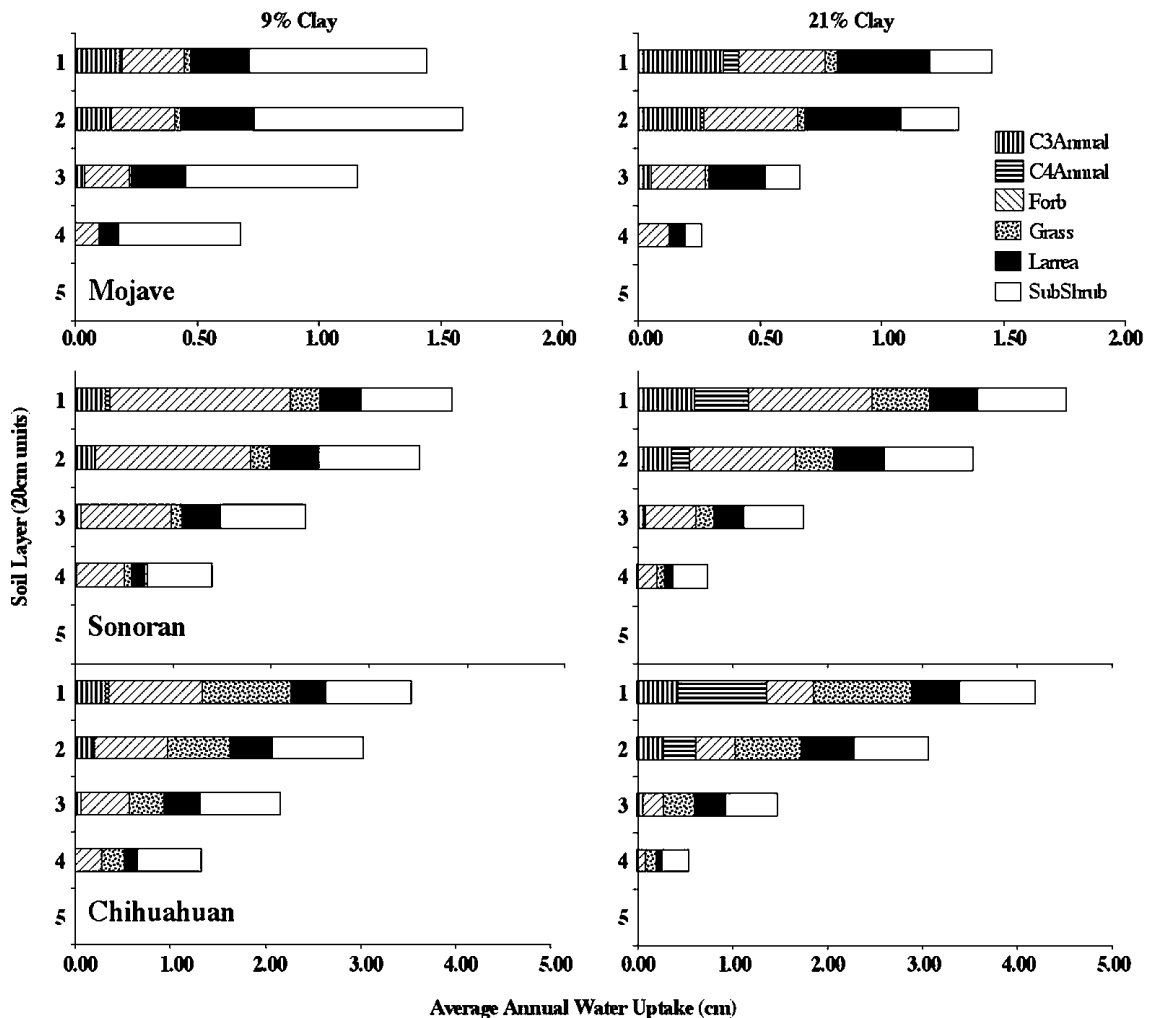 9% Clay
21% Clay
1
2
3
4
5
Mojave
0.00 0.50 1.00 1.50 2.00
1
2
3
4
5
0.00 0.50 1.00 1.50 2.00
C3Annual
C4Annual
Forb
Grass
Larrea
SubShrub
Soil Layer (20cm units)
1
2
3
4
5
Sonoran
1
2
3
4
5
1
2
3
4
5
Chihuahuan
0.00 1.00 2.00 3.00 4.00 5.00
1
2
3
4
5
0.00 1.00 2.00 3.00 4.00 5.00
Average Annual Water Uptake (cm)